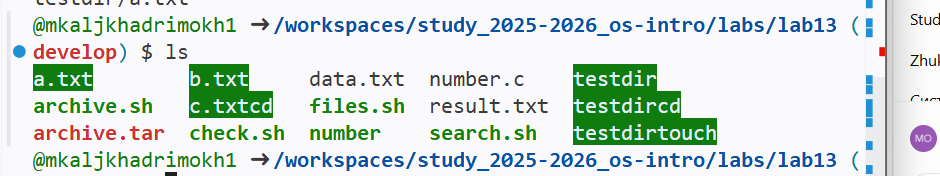 testdir/a.txt
@mkaljkhadrimokh1 ➜/workspaces/study_2025-2026_os-intro/labs/lab13 (
develop) $ ls
a.txt b.txt data.txt number.c testdir
archive.sh c.txtcd files.sh result.txt testdircd
archive.tar check.sh number search.sh testdirtouch
@mkaljkhadrimokh1 ➜/workspaces/study_2025-2026_os-intro/labs/lab13 (
Stud
Zhuk
Сист
MO